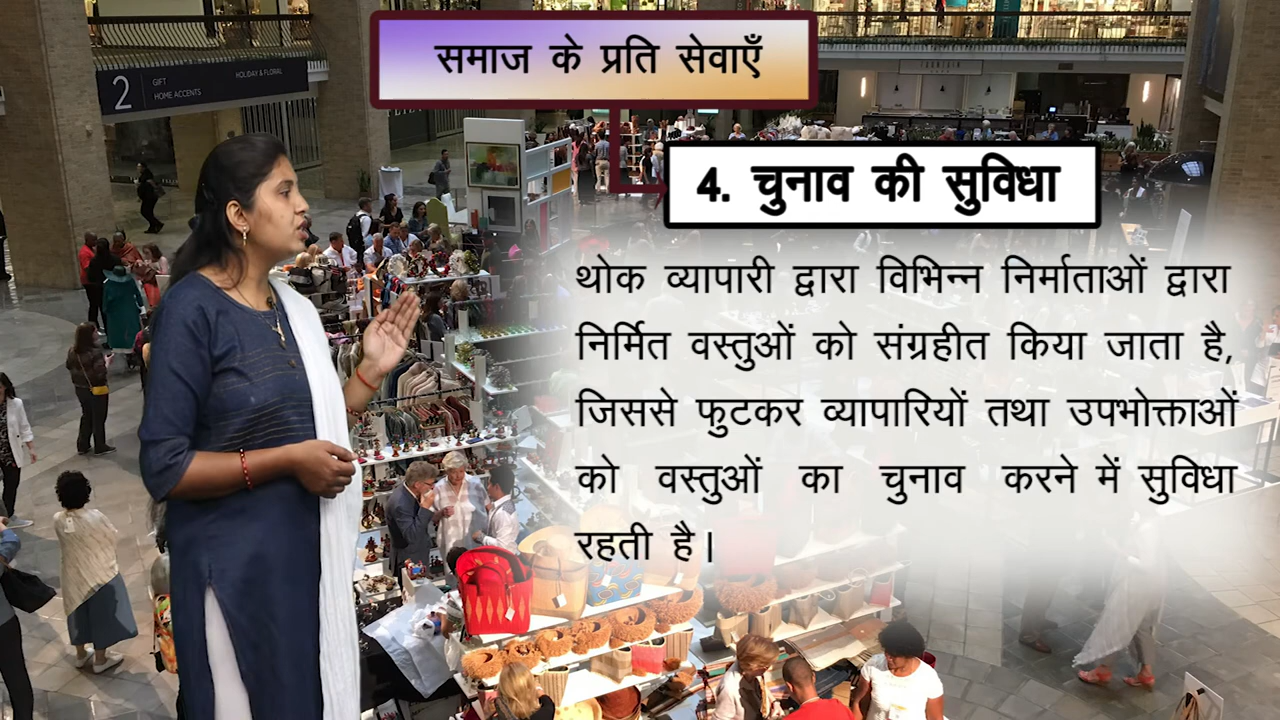 समाज के प्रति सेवाएँ
2
GIFT
HOLIDAY & FLORAL
HOME ACCENTS
4. चुनाव की सुविधा
थोक व्यापारी द्वारा विभिन्न निर्माताओं द्वारा
निर्मित वस्तुओं को संग्रहीत किया जाता है,
जिससे फुटकर व्यापारियों तथा उपभोक्ताओं
को वस्तुओं का चुनाव करने में सुविधा
रहती है।